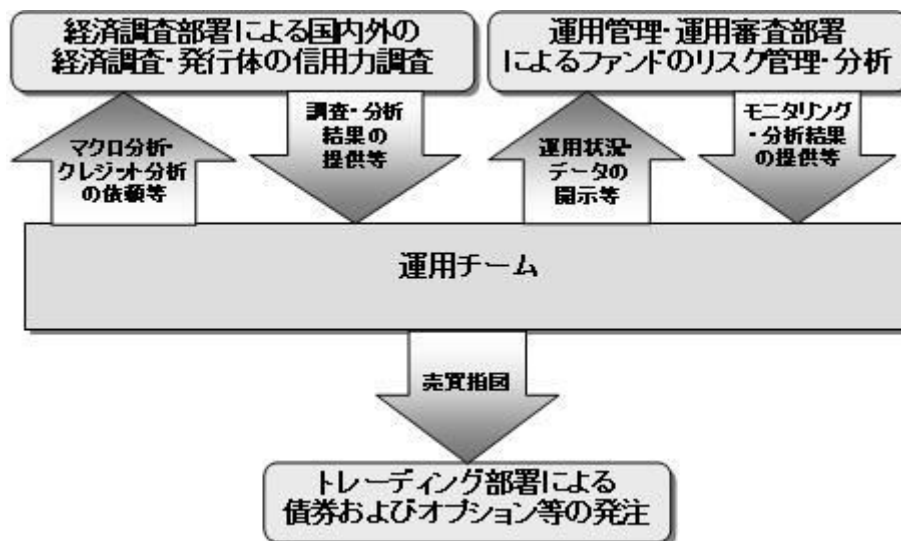 経済調査部署による国内外の
経済調査・発行体の信用力調査
運用管理・運用審査部署
によるファンドのリスク管理・分析
マクロ分析・
クレジット分析
の依頼等
調査・分析
結果の
提供等
運用状況・
データの
開示等
モニタリング
・分析結果
の提供等
運用チーム
売買指図
トレーディング部署による
債券およびオプション等の発注